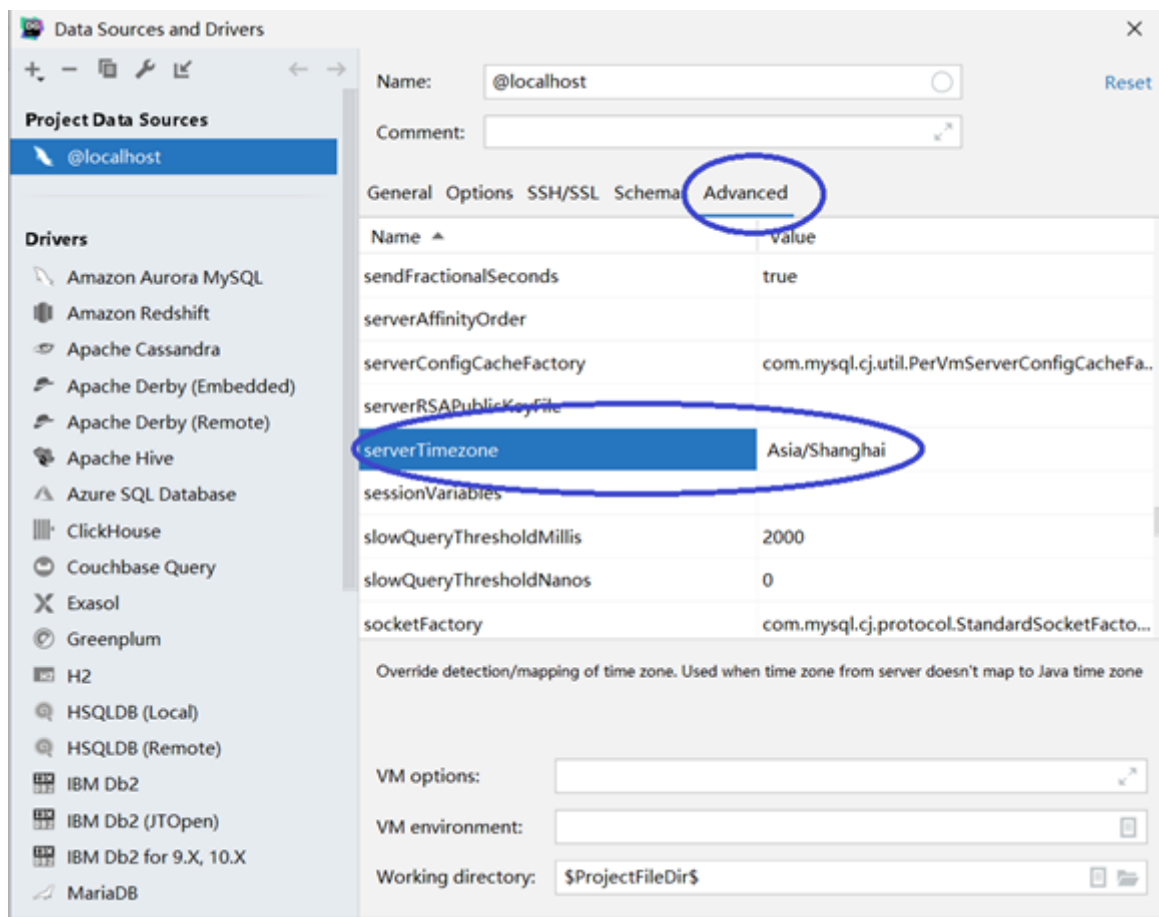 Data Sources and Drivers
Name: @localhost Reset
Project Data Sources
Comment:
@localhost
General Options SSH/SSL Schema Advanced
Drivers
Name Value
Amazon Aurora MySQL
sendFractionalSeconds true
Amazon Redshift
serverAffinityOrder
Apache Cassandra
serverConfigCacheFactory com.mysql.cj.util.PerVmServerConfigCacheFa..
Apache Derby (Embedded)
serverRSAPublicKeyFile
Apache Derby (Remote)
serverTimezone Asia/Shanghai
Apache Hive
sessionVariables
Azure SQL Database
slowQueryThresholdMillis 2000
ClickHouse
slowQueryThresholdNanos 0
Couchbase Query
socketFactory com.mysql.cj.protocol.StandardSocketFacto...
Exasol
Greenplum
Override detection/mapping of time zone. Used when time zone from server doesn't map to Java time zone
H2
HSQLDB (Local)
HSQLDB (Remote)
VM options:
IBM Db2
IBM Db2 (JTOpen)
VM environment:
IBM Db2 for 9.X, 10.X
Working directory: $ProjectFileDir$
MariaDB